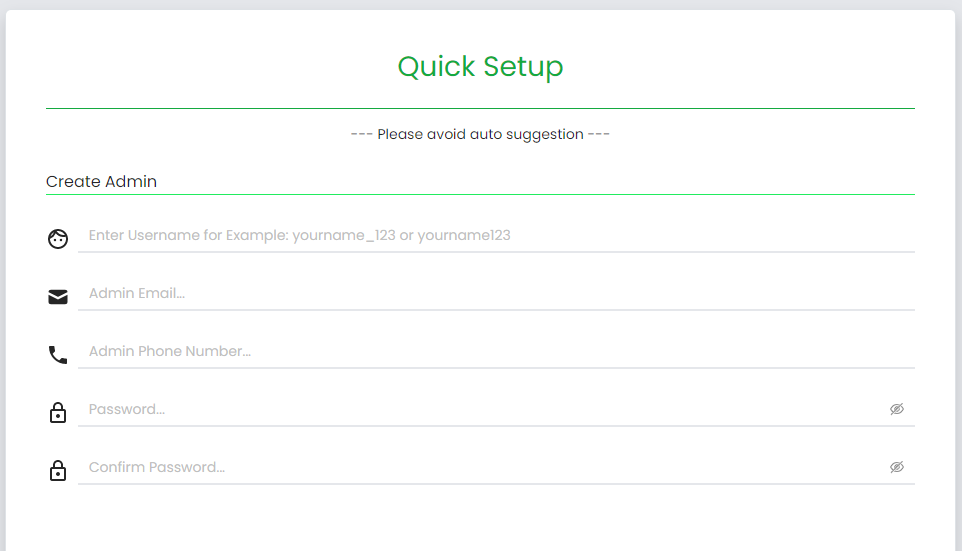 Quick Setup
--- Please avoid auto suggestion ---
Create Admin
Enter Username for Example: yourname_123 or yourname123
Admin Email...
Admin Phone Number...
Password...
Confirm Password...